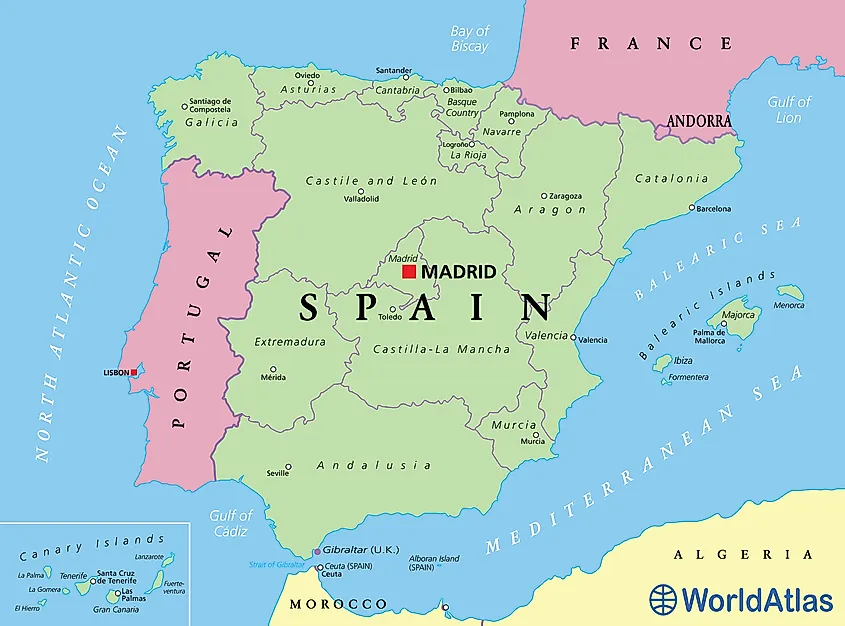 Bay of
Biscay
FRANCE
Gulf of
Lion
ANDORRA
Oviedo
Asturias
Santander
Cantabria
Bilbao
Basque
Country
Pamplona
Navarre
Logroño
La Rioja
Santiago de
Compostela
Galicia
NORTH ATLANTIC OCEAN
Castile and León
Valladolid
Zaragoza
Aragon
Catalonia
Barcelona
BALEARIC SEA
Madrid
MADRID
SPAIN
Toledo
PORTUGAL
LISBON
Extremadura
Mérida
Castilla-La Mancha
Valencia
Valencia
Balearic Islands
Menorca
Majorca
Palma de
Mallorca
Ibiza
Formentera
Murcia
Murcia
Andalusia
Seville
MEDITERRANEAN SEA
Gulf of
Cádiz
Gibraltar (U.K.)
Strait of Gibraltar
Ceuta (SPAIN)
Ceuta
Alboran Island
(SPAIN)
MOROCCO
ALGERIA
Canary Islands
Lanzarote
La Palma
Tenerife
Santa Cruz
de Tenerife
Fuerte-
ventura
La Gomera
Las
Palmas
El Hierro
Gran Canaria
WorldAtlas